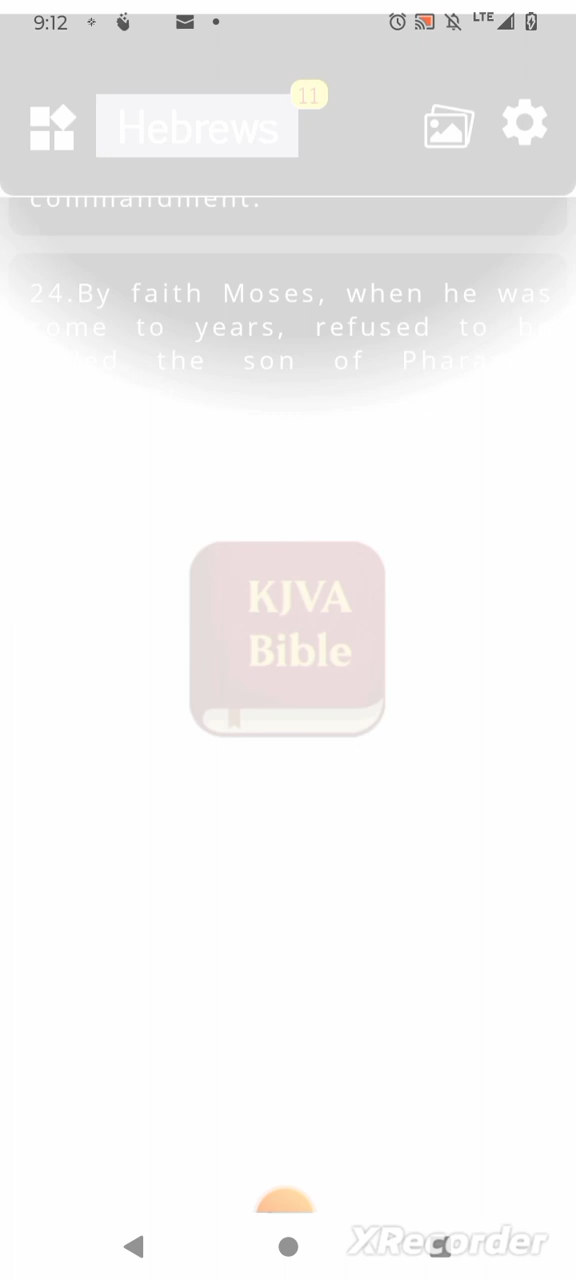 9:12
LTE
Hebrews
11
commandment.
24.By faith Moses, when he was
come to years, refused to be
the son of
KJVA
Bible
XRecorder